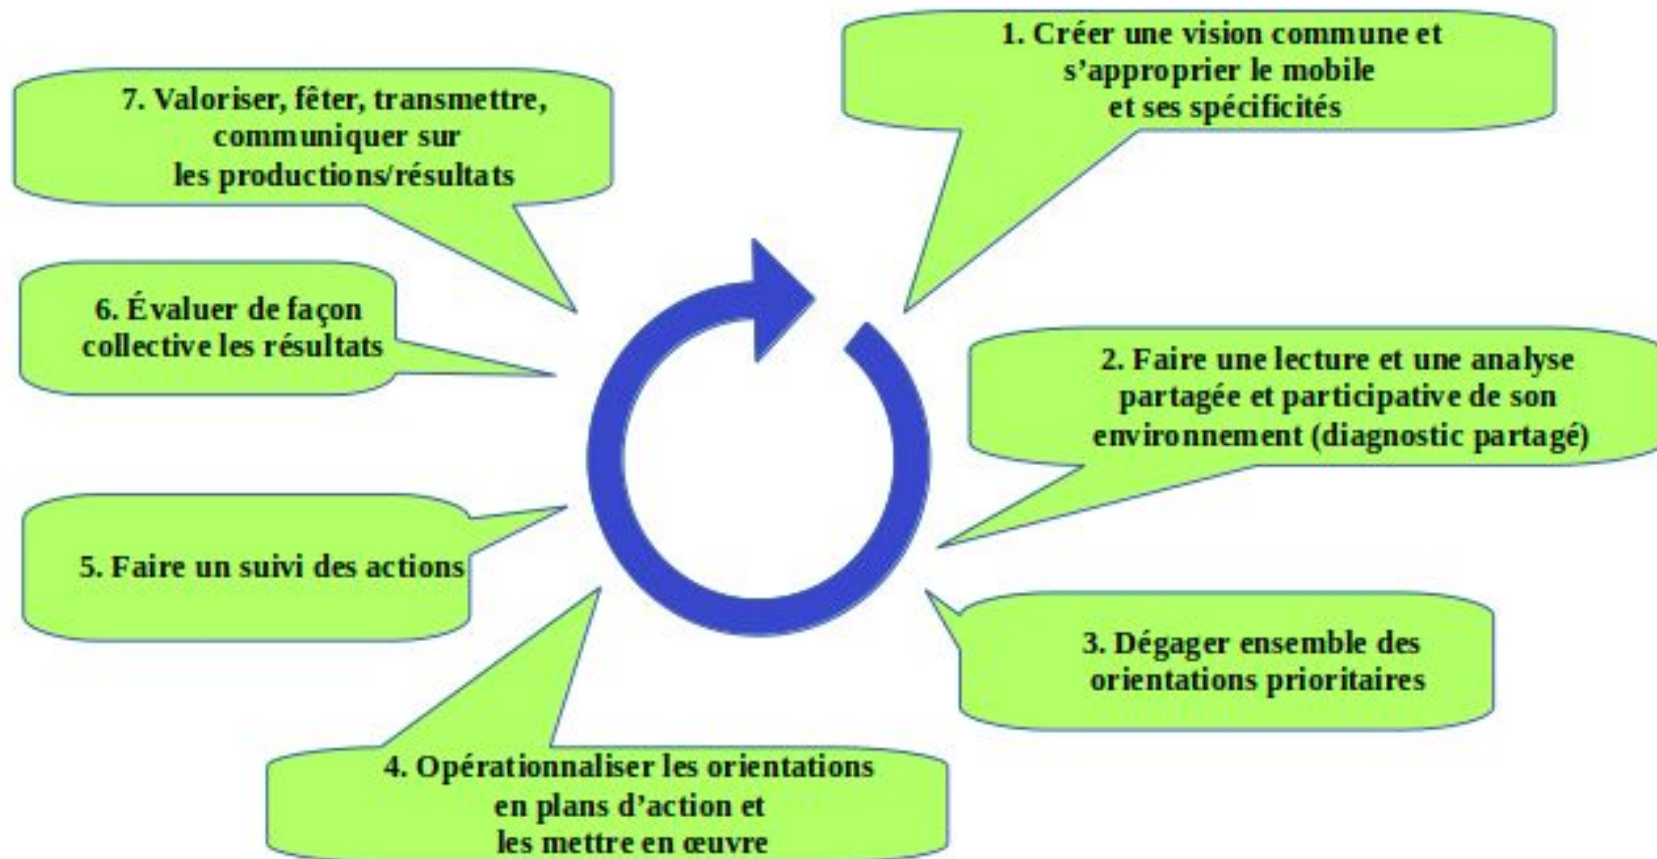 1. Créer une vision commune et
s’approprier le mobile
et ses spécificités
2. Faire une lecture et une analyse
partagée et participative de son
environnement (diagnostic partagé)
3. Dégager ensemble des
orientations prioritaires
4. Opérationnaliser les orientations
en plans d’action et
les mettre en œuvre
5. Faire un suivi des actions
6. Évaluer de façon
collective les résultats
7. Valoriser, fêter, transmettre,
communiquer sur
les productions/résultats